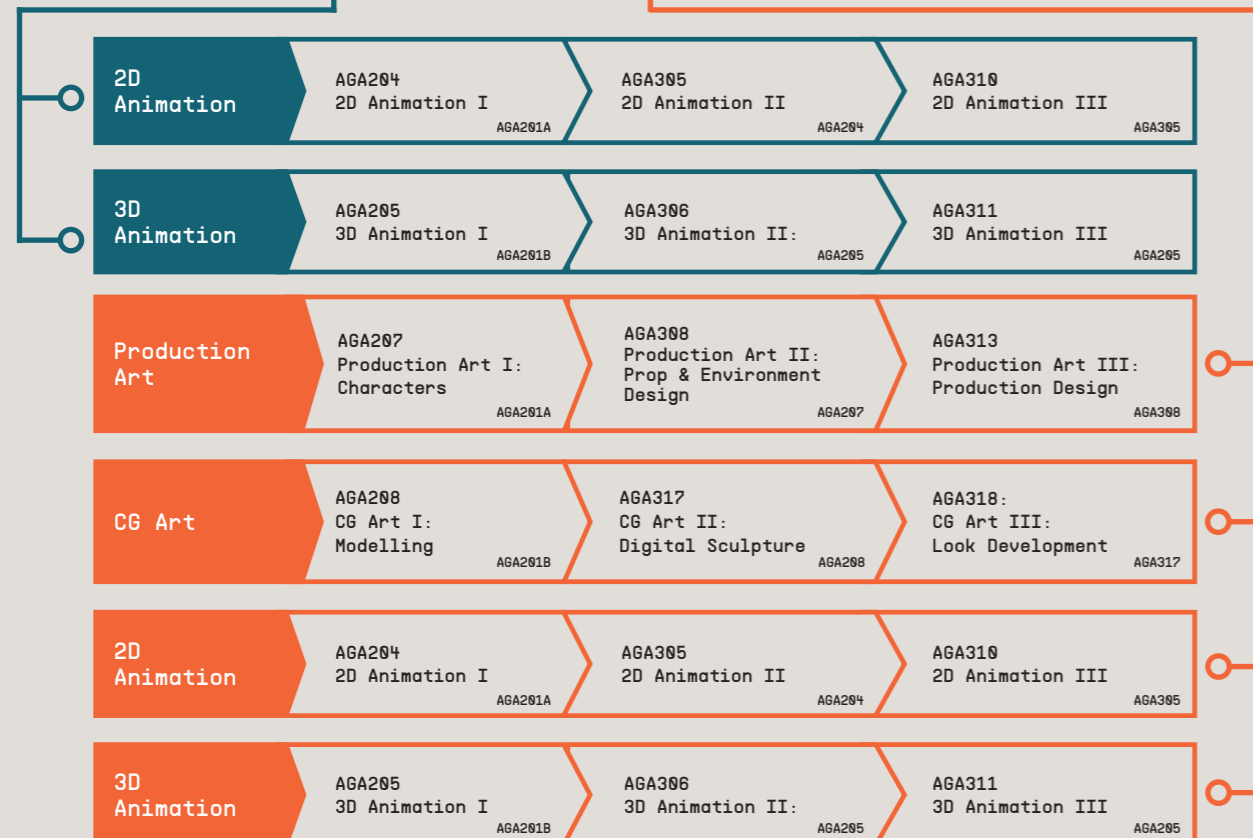 2D
Animation
AGA204
2D Animation I
AGA201A
AGA305
2D Animation II
AGA204
AGA310
2D Animation III
AGA305
3D
Animation
AGA205
3D Animation I
AGA201B
AGA306
3D Animation II:
AGA205
AGA311
3D Animation III
AGA205
Production
Art
AGA207
Production Art I:
Characters
AGA201A
AGA308
Production Art II:
Prop & Environment
Design
AGA207
AGA313
Production Art III:
Production Design
AGA308
CG Art
AGA208
CG Art I:
Modelling
AGA201B
AGA317
CG Art II:
Digital Sculpture
AGA208
AGA318:
CG Art III:
Look Development
AGA317
2D
Animation
AGA204
2D Animation I
AGA201A
AGA305
2D Animation II
AGA204
AGA310
2D Animation III
AGA305
3D
Animation
AGA205
3D Animation I
AGA201B
AGA306
3D Animation II:
AGA205
AGA311
3D Animation III
AGA205